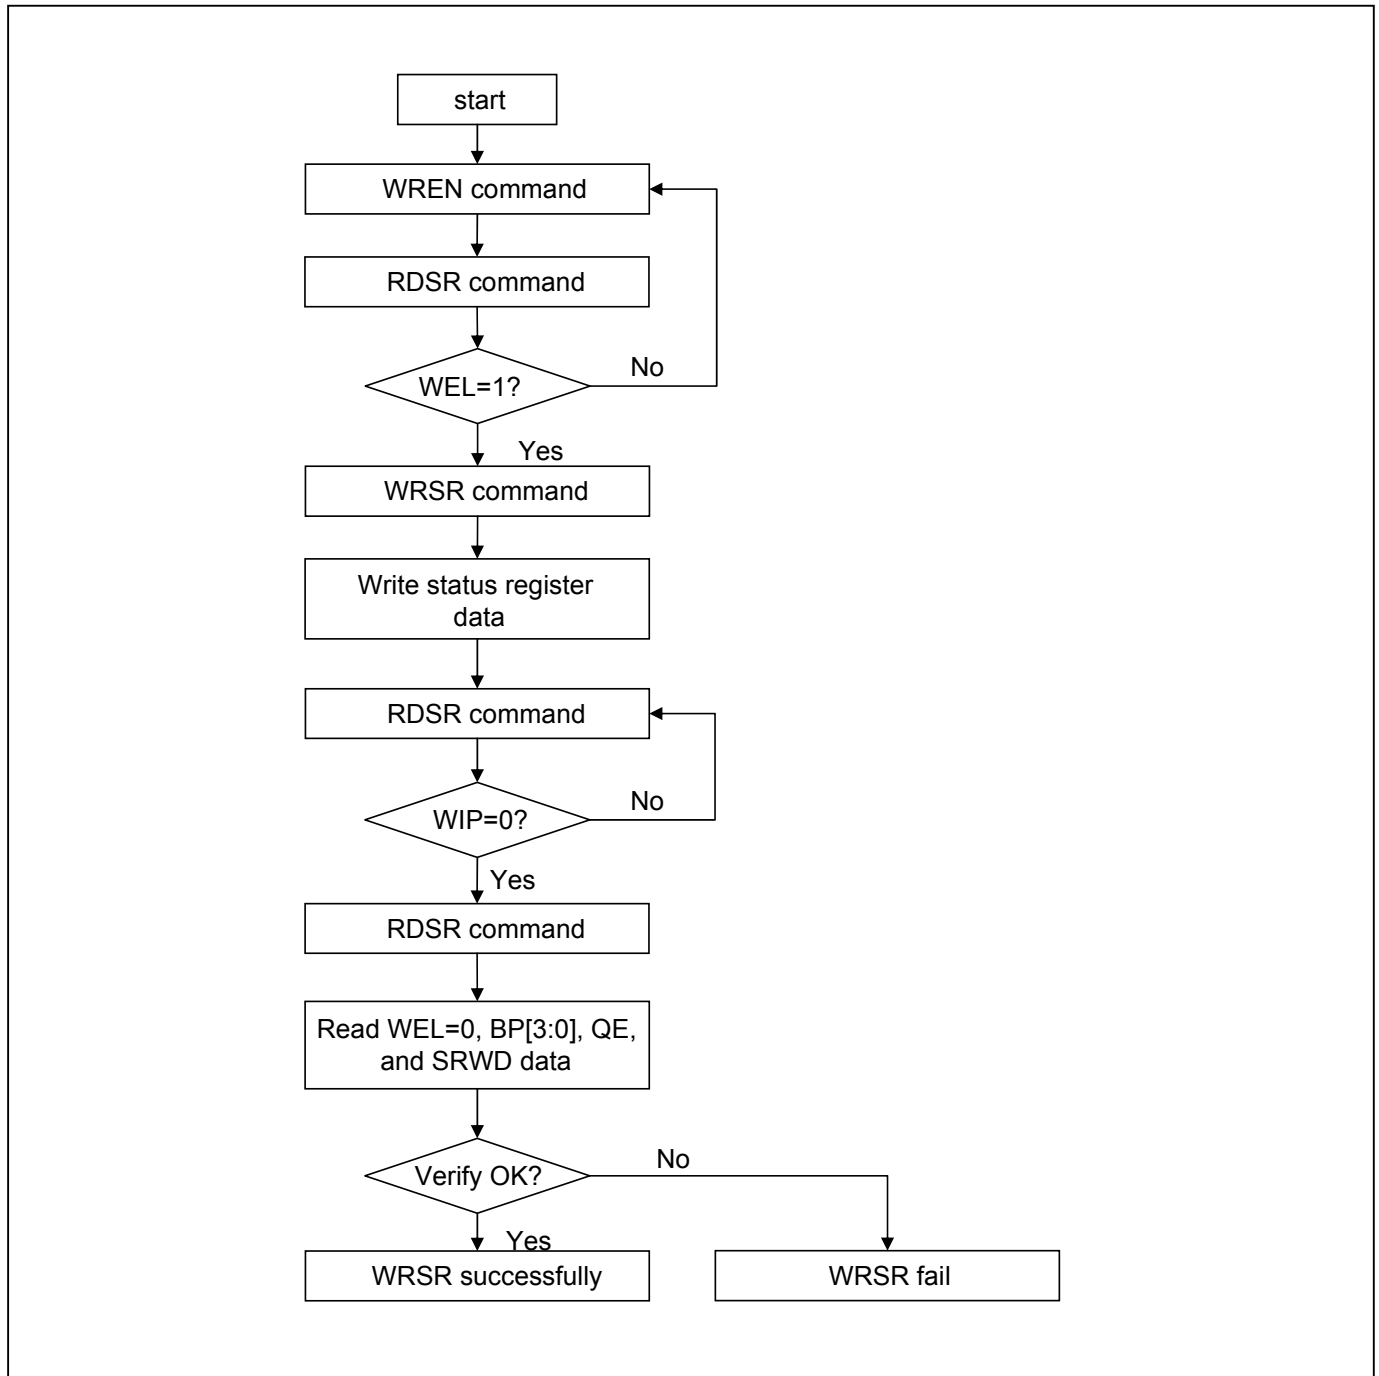 start
WREN command
RDSR command
WEL=1?
No
Yes
WRSR command
Write status register
data
RDSR command
WIP=0?
No
Yes
RDSR command
Read WEL=0, BP[3:0], QE,
and SRWD data
Verify OK?
No
Yes
WRSR successfully
WRSR fail